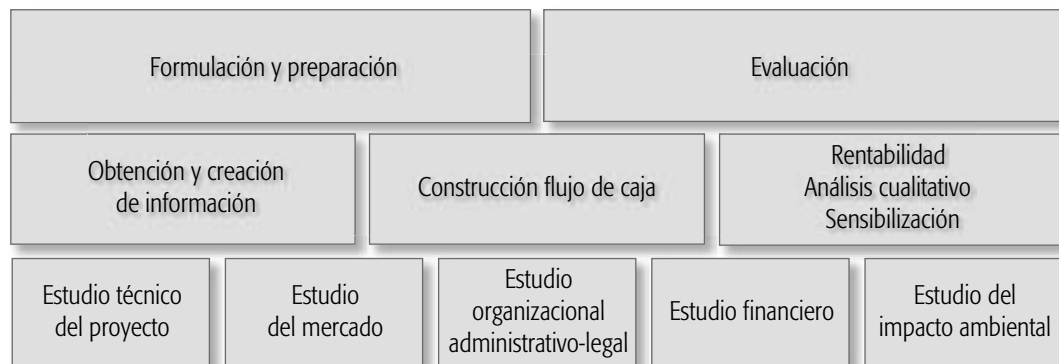 Formulación y preparación
Evaluación
Obtención y creación
de información
Construcción flujo de caja
Rentabilidad
Análisis cualitativo
Sensibilización
Estudio técnico
del proyecto
Estudio
del mercado
Estudio
organizacional
administrativo-legal
Estudio financiero
Estudio del
impacto ambiental